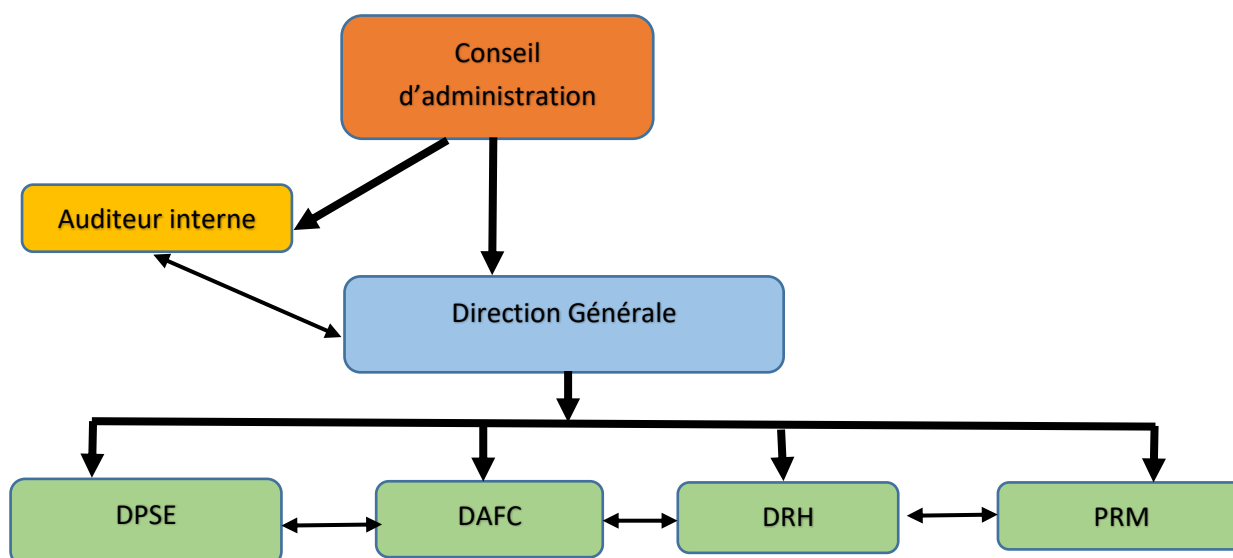 Conseil
d’administration
Auditeur interne
Direction Générale
DPSE
DAFC
DRH
PRM